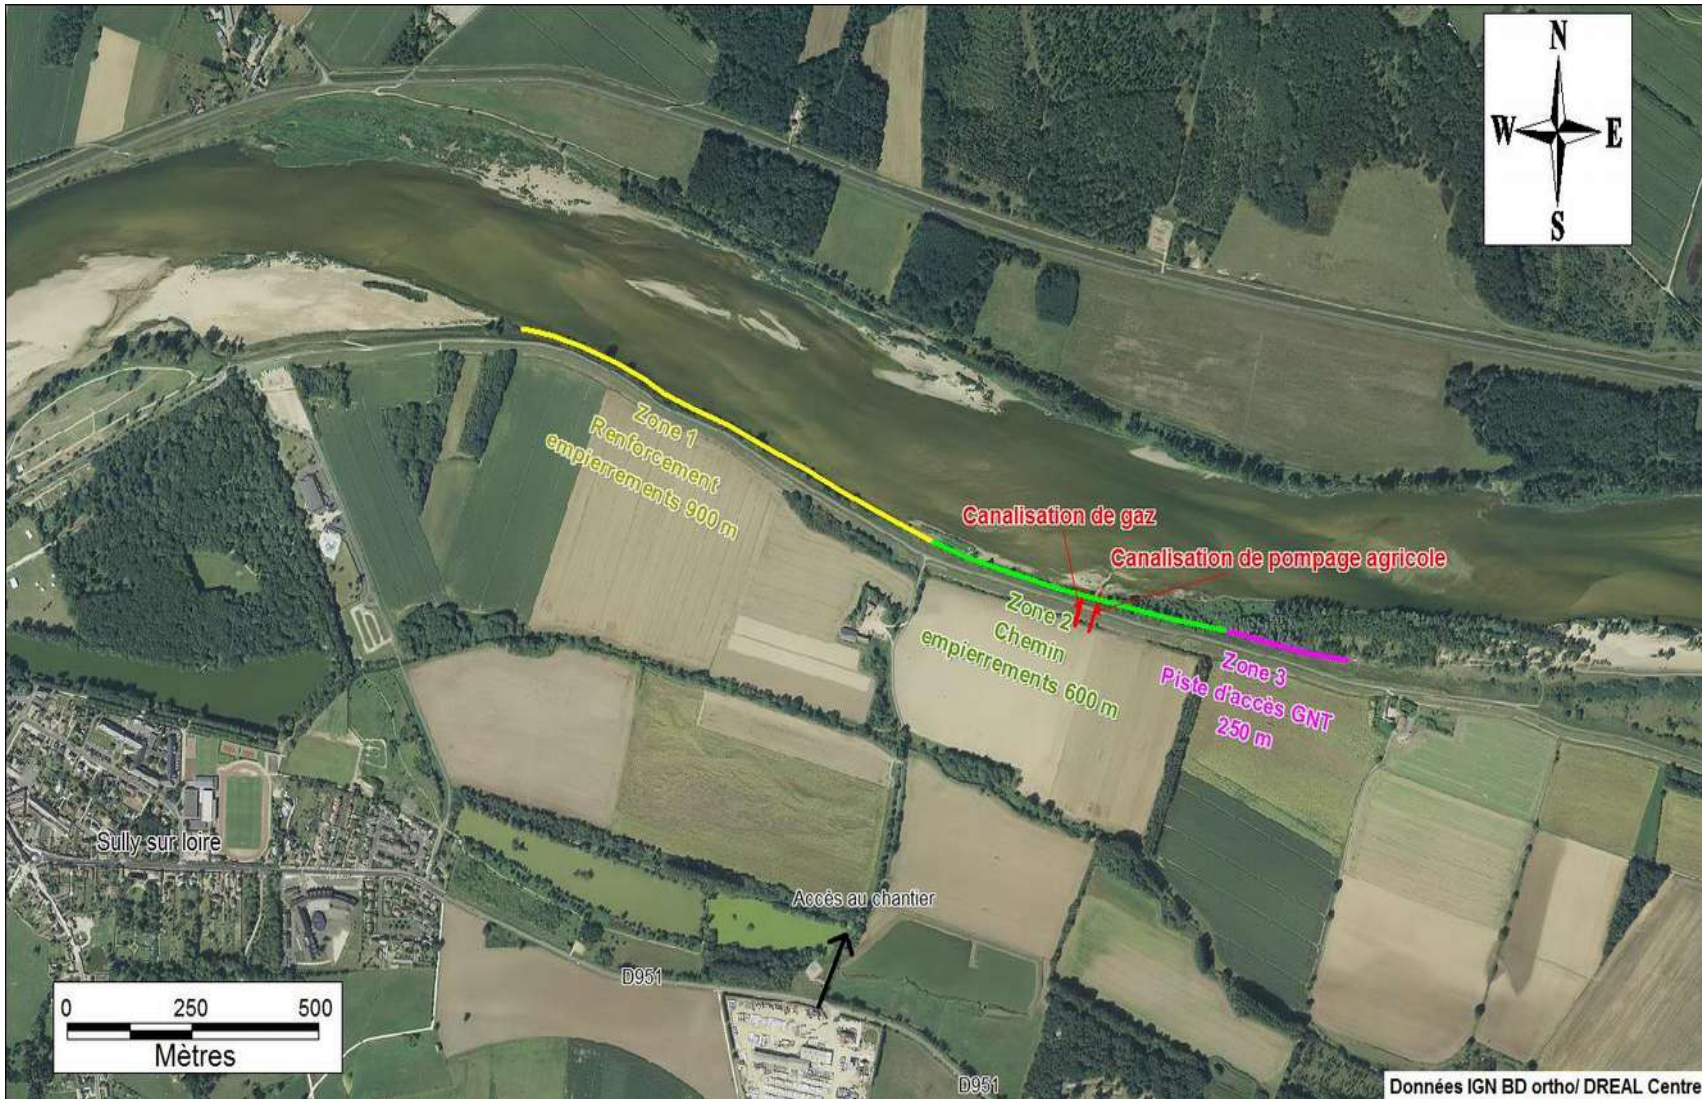 N
W E
S
Zone 1
Renforcement
empierrements 900 m
Canalisation de gaz
Canalisation de pompage agricole
Zone 2
Chemin
empierrements 600 m
Zone 3
Piste d'accès GNT
250 m
Sully sur loire
Accès au chantier
D951
D951
0 250 500
Mètres
Données IGN BD ortho/ DREAL Centre